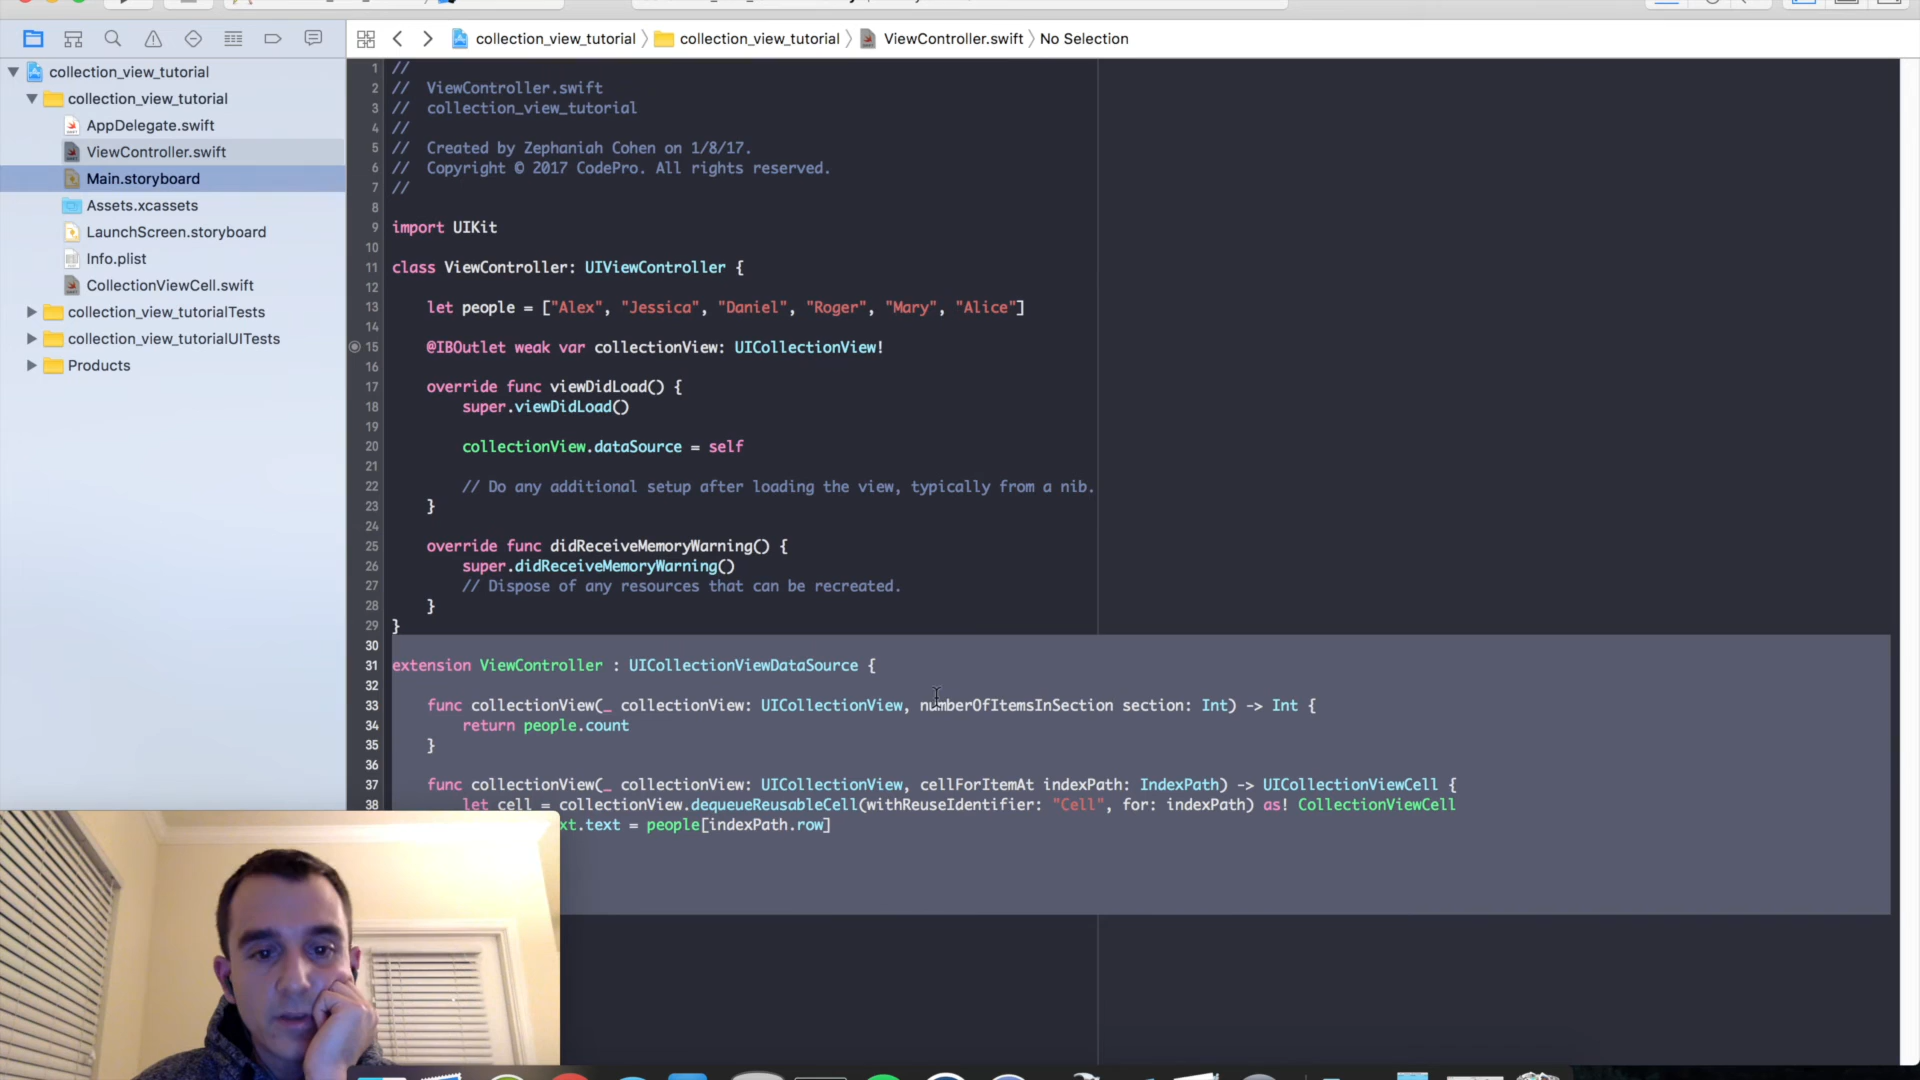 collection_view_tutorial
collection_view_tutorial
ViewController.swift
No Selection
collection_view_tutorial
collection_view_tutorial
AppDelegate.swift
ViewController.swift
Main.storyboard
Assets.xcassets
LaunchScreen.storyboard
Info.plist
CollectionViewCell.swift
collection_view_tutorialTests
collection_view_tutorialUITests
Products
1 //
2 // ViewController.swift
3 // collection_view_tutorial
4 //
5 // Created by Zephaniah Cohen on 1/8/17.
6 // Copyright © 2017 CodePro. All rights reserved.
7 //
8
9 import UIKit
10
11 class ViewController: UIViewController {
12
13 let people = ["Alex", "Jessica", "Daniel", "Roger", "Mary", "Alice"]
14
15 @IBOutlet weak var collectionView: UICollectionView!
16
17 override func viewDidLoad() {
18 super.viewDidLoad()
19
20 collectionView.dataSource = self
21
22 // Do any additional setup after loading the view, typically from a nib.
23 }
24
25 override func didReceiveMemoryWarning() {
26 super.didReceiveMemoryWarning()
27 // Dispose of any resources that can be recreated.
28 }
29 }
30
31 extension ViewController : UICollectionViewDataSource {
32
33 func collectionView(_ collectionView: UICollectionView, numberOfItemsInSection section: Int) -> Int {
34 return people.count
35 }
36
37 func collectionView(_ collectionView: UICollectionView, cellForItemAt indexPath: IndexPath) -> UICollectionViewCell {
38 let cell = collectionView.dequeueReusableCell(withReuseIdentifier: "Cell", for: indexPath) as! CollectionViewCell
xt.text = people[indexPath.row]